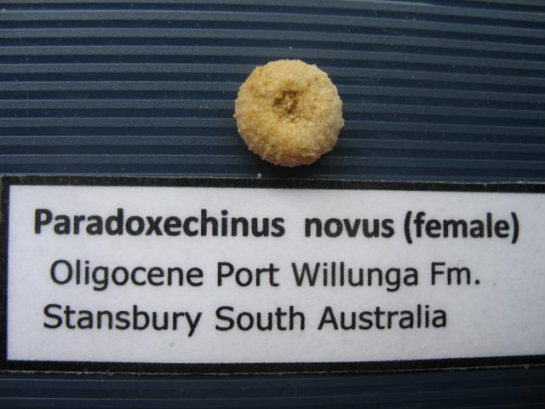 Paradoxechinus novus (female)
Oligocene Port Willunga Fm.
Stansbury South Australia